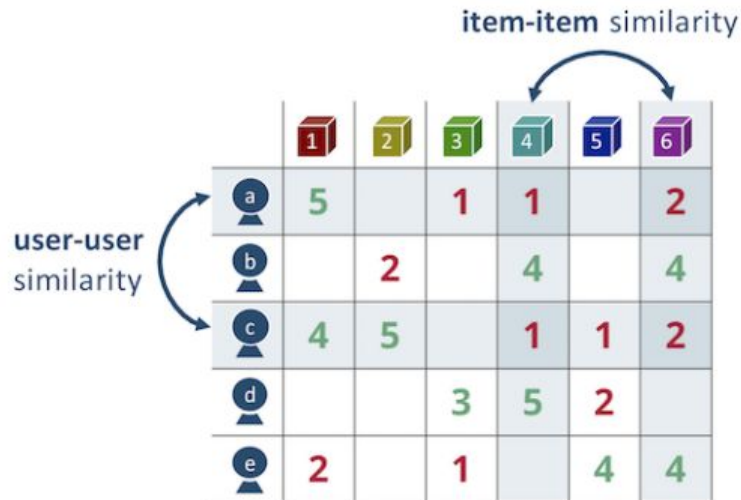 item-item similarity
1 2 3 4 5 6
a 5 1 1 2
user-user
similarity
b 2 4 4
c 4 5 1 1 2
d 3 5 2
e 2 1 4 4